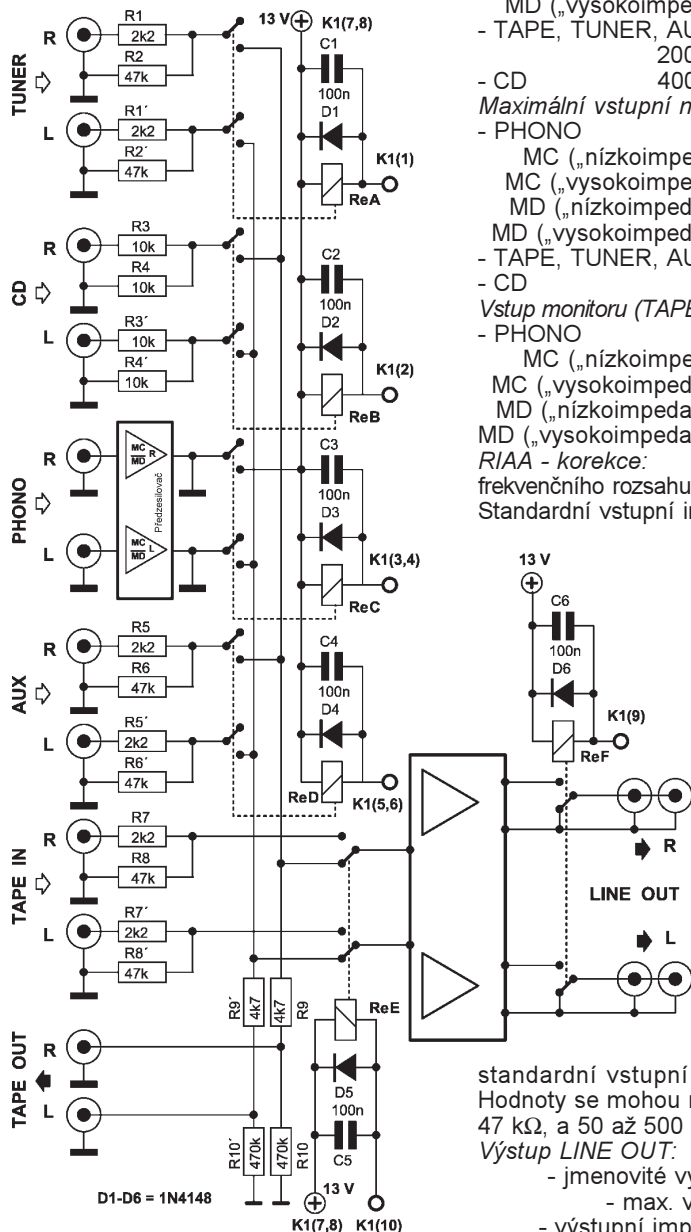 R
R1
2k2
R2
47k
TUNER
L
R1´
2k2
R2´
47k
13 V
K1(7,8)
C1
100n
D1
K1(1)
ReA
R
R3
10k
R4
10k
CD
L
R3´
10k
R4´
10k
C2
100n
D2
K1(2)
ReB
R
MC
MD
R
Předzesilovač
PHONO
L
MC
MD
L
C3
100n
D3
K1(3,4)
ReC
R
R5
2k2
R6
47k
AUX
L
R5´
2k2
R6´
47k
C4
100n
D4
ReD
K1(5,6)
R
R7
2k2
R8
47k
TAPE IN
L
R7´
2k2
R8´
47k
R9´
4k7
4k7
R9
ReE
R
TAPE OUT
L
D5
100n
C5
R10´
470k
470k
R10
D1-D6 = 1N4148
13 V
K1(7,8)
K1(10)
MD („vysokoimpe
- TAPE, TUNER, AU
200
- CD 400
Maximální vstupní n
- PHONO
MC („nízkoimpe
MC („vysokoimpe
MD („nízkoimped
MD („vysokoimped
- TAPE, TUNER, AU
- CD
Vstup monitoru (TAPE
- PHONO
MC („nízkoimpe
MC („vysokoimped
MD („nízkoimpeda
MD („vysokoimpeda
RIAA - korekce:
frekvenčního rozsahu
Standardní vstupní in
13 V
C6
100n
D6
K1(9)
ReF
R
LINE OUT
L
standardní vstupní
Hodnoty se mohou
47 kΩ, a 50 až 500
Výstup LINE OUT:
- jmenovité vý
- max. v
- výstupní imp